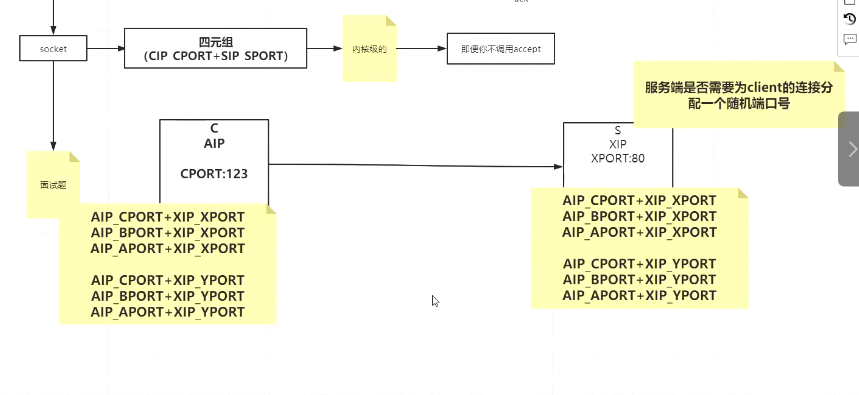 socket
四元组
(CIP CPORT+SIP SPORT)
内核级的
即便你不调用accept
服务端是否需要为client的连接分
配一个随机端口号
面试题
C
AIP
CPORT:123
S
XIP
XPORT:80
AIP_CPORT+XIP_XPORT
AIP_BPORT+XIP_XPORT
AIP_APORT+XIP_XPORT
AIP_CPORT+XIP_YPORT
AIP_BPORT+XIP_YPORT
AIP_APORT+XIP_YPORT
AIP_CPORT+XIP_XPORT
AIP_BPORT+XIP_XPORT
AIP_APORT+XIP_XPORT
AIP_CPORT+XIP_YPORT
AIP_BPORT+XIP_YPORT
AIP_APORT+XIP_YPORT